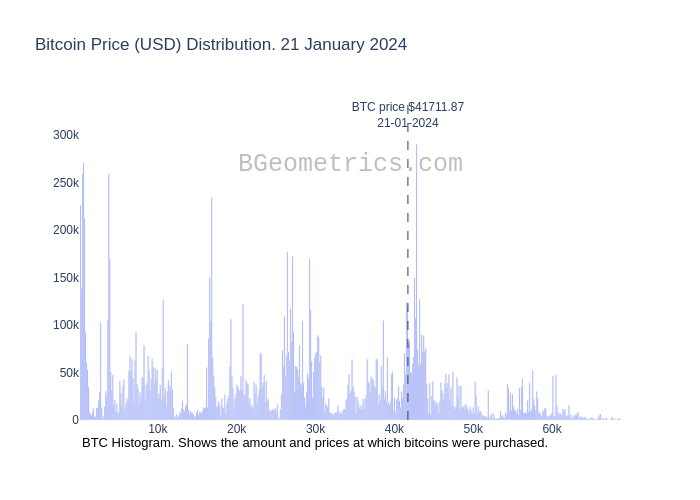 Bitcoin Price (USD) Distribution. 21 January 2024
BTC price $41711.87
21-01-2024
BGeometrics.com
300k
250k
200k
150k
100k
50k
0
10k 20k 30k 40k 50k 60k
BTC Histogram. Shows the amount and prices at which bitcoins were purchased.